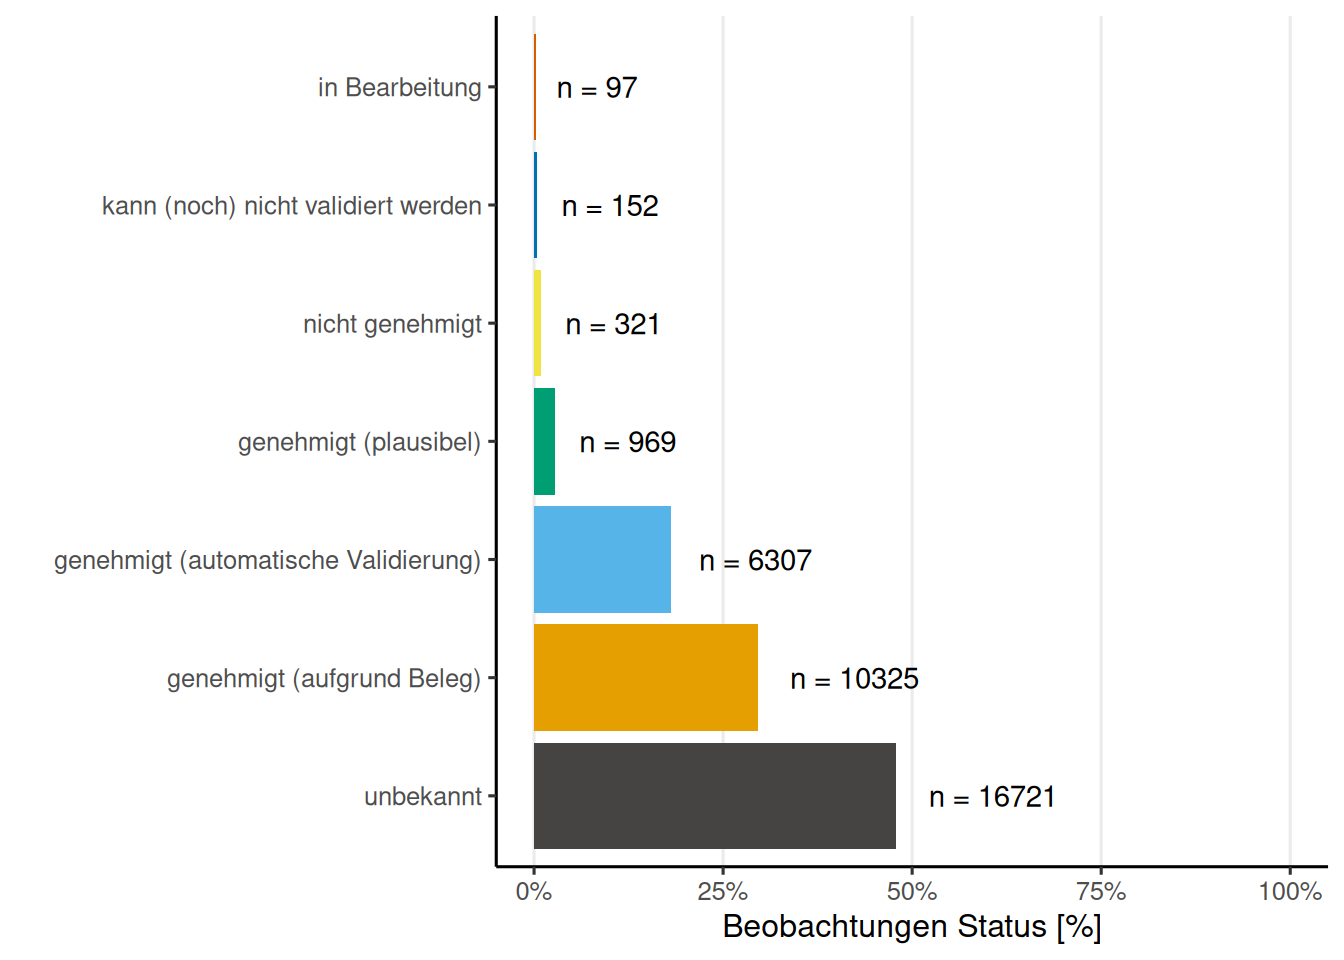 in Bearbeitung
n = 97
kann (noch) nicht validiert werden
n = 152
nicht genehmigt
n = 321
genehmigt (plausibel)
n = 969
genehmigt (automatische Validierung)
n = 6307
genehmigt (aufgrund Beleg)
n = 10325
unbekannt
n = 16721
0% 25% 50% 75% 100%
Beobachtungen Status [%]